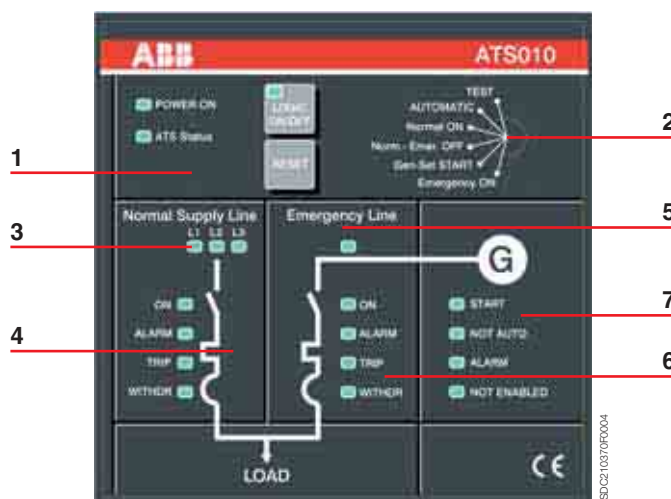 ABB ATS010
TEST
AUTOMATIC
Normal ON
Norm.- Emer. OFF
Gen-Set START
Emergency ON
POWER ON
ATS Status
LOGIC
ON/OFF
RESET
1
2
3
4
5
6
7
Normal Supply Line
L1 L2 L3
ON
ALARM
TRIP
WITHDR
Emergency Line
ON
ALARM
TRIP
WITHDR
G
START
NOT AUTO
ALARM
NOT ENABLED
LOAD
CE
1SDC210370F0004